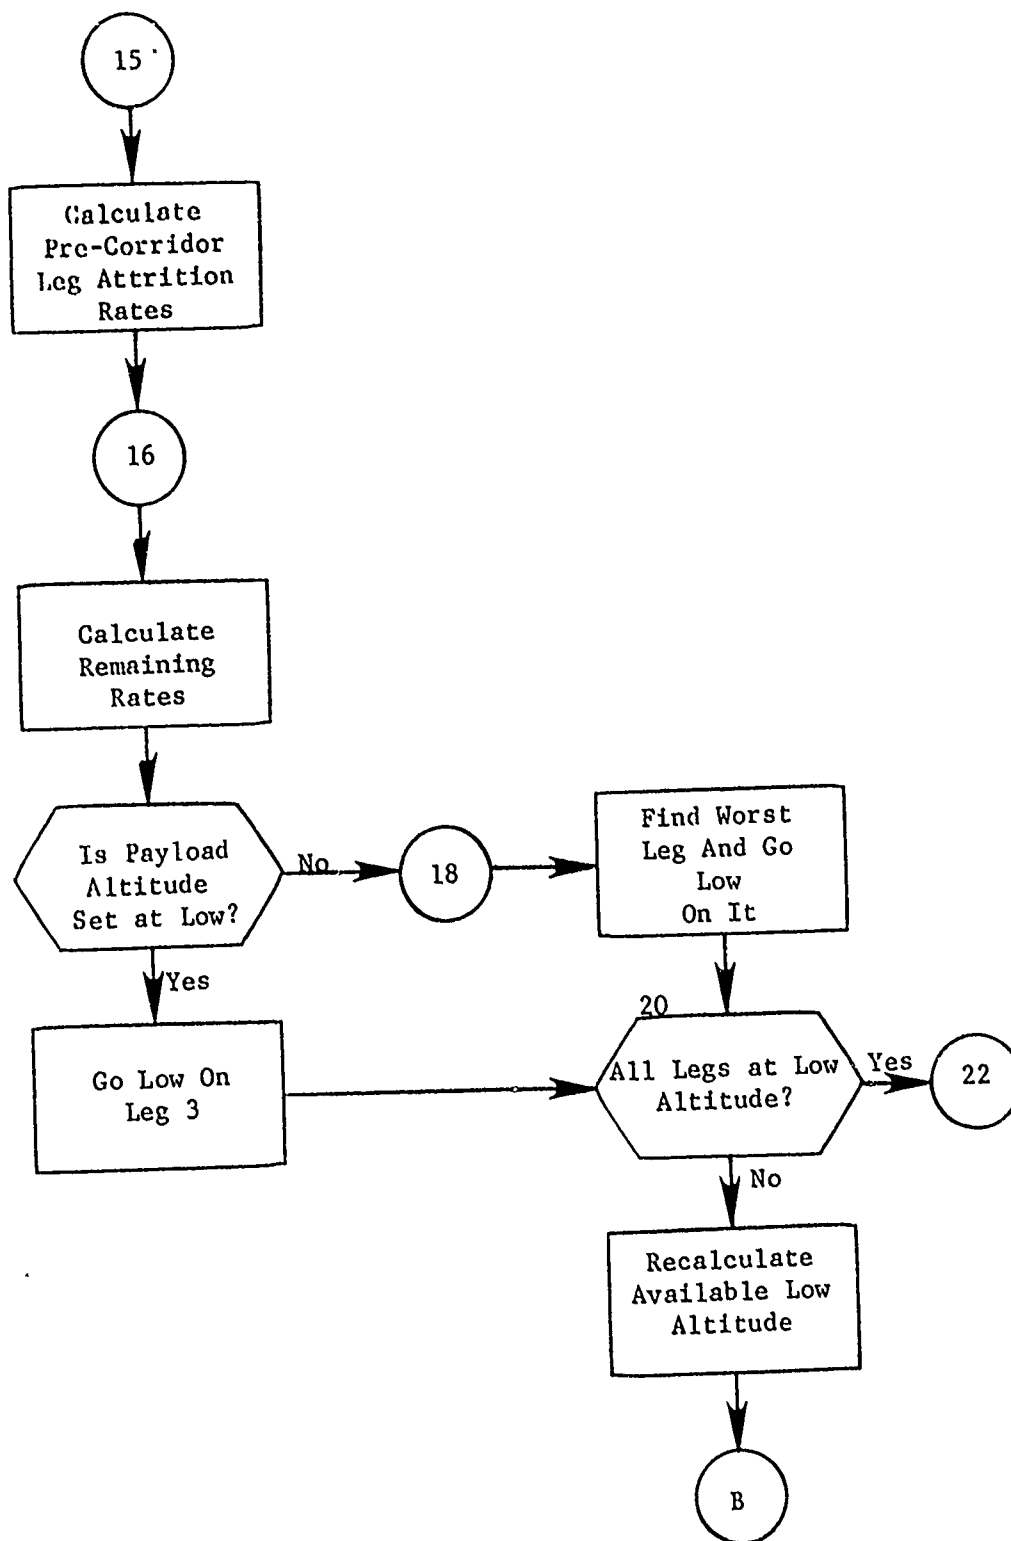 15
Calculate
Pre-Corridor
Leg Attrition
Rates
16
Calculate
Remaining
Rates
Is Payload
Altitude
Set at Low?
No
18
Find Worst
Leg And Go
Low
On It
Yes
Go Low On
Leg 3
20
All Legs at Low
Altitude?
Yes
22
No
Recalculate
Available Low
Altitude
B